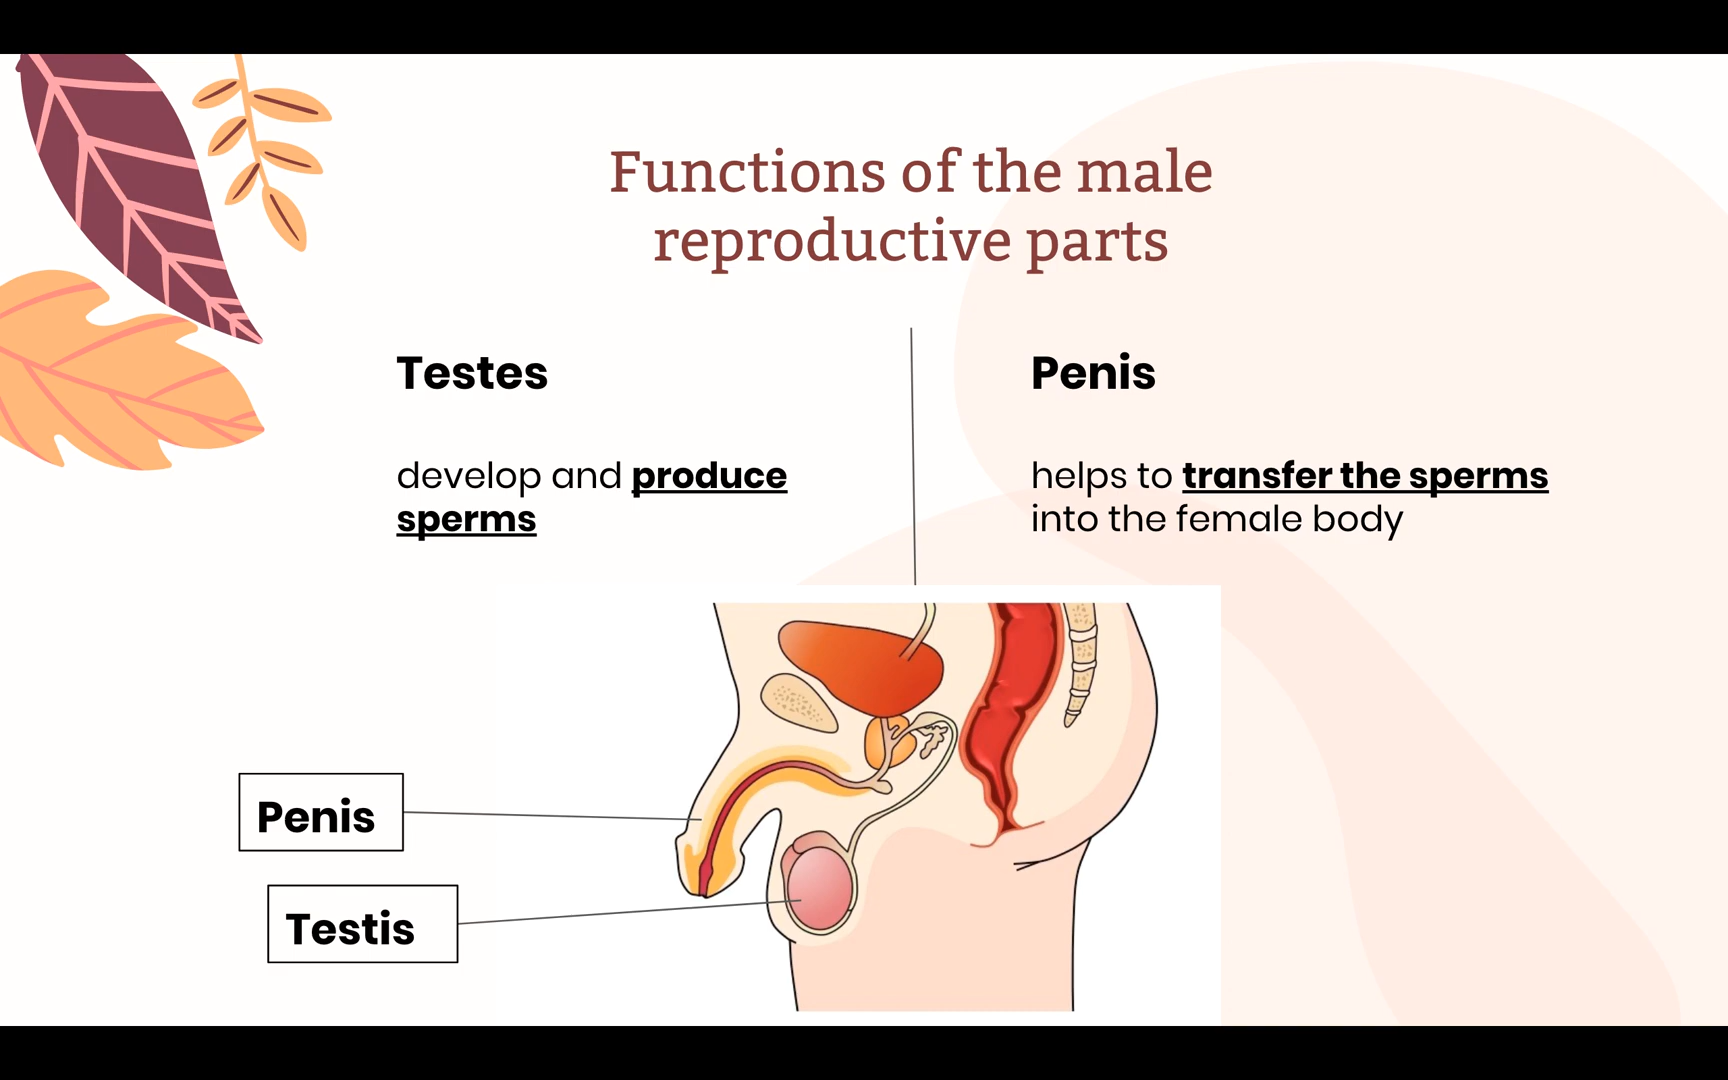 Functions of the male
reproductive parts
Testes
develop and produce
sperms
Penis
helps to transfer the sperms
into the female body
Penis
Testis